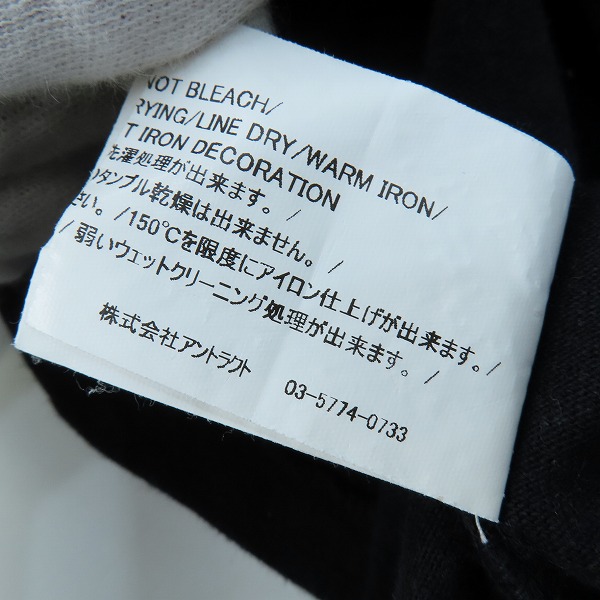 NOT BLEACH/
RYING/LINE DRY/WARM IRON/
T IRON DECORATION
濯処理が出来ます。/
タンブル乾燥は出来ません。/
さい。/150℃を限度にアイロン仕上げが出来ます。/
/弱いウェットクリーニング処理が出来ます。/
株式会社アントラクト 03-5774-0733